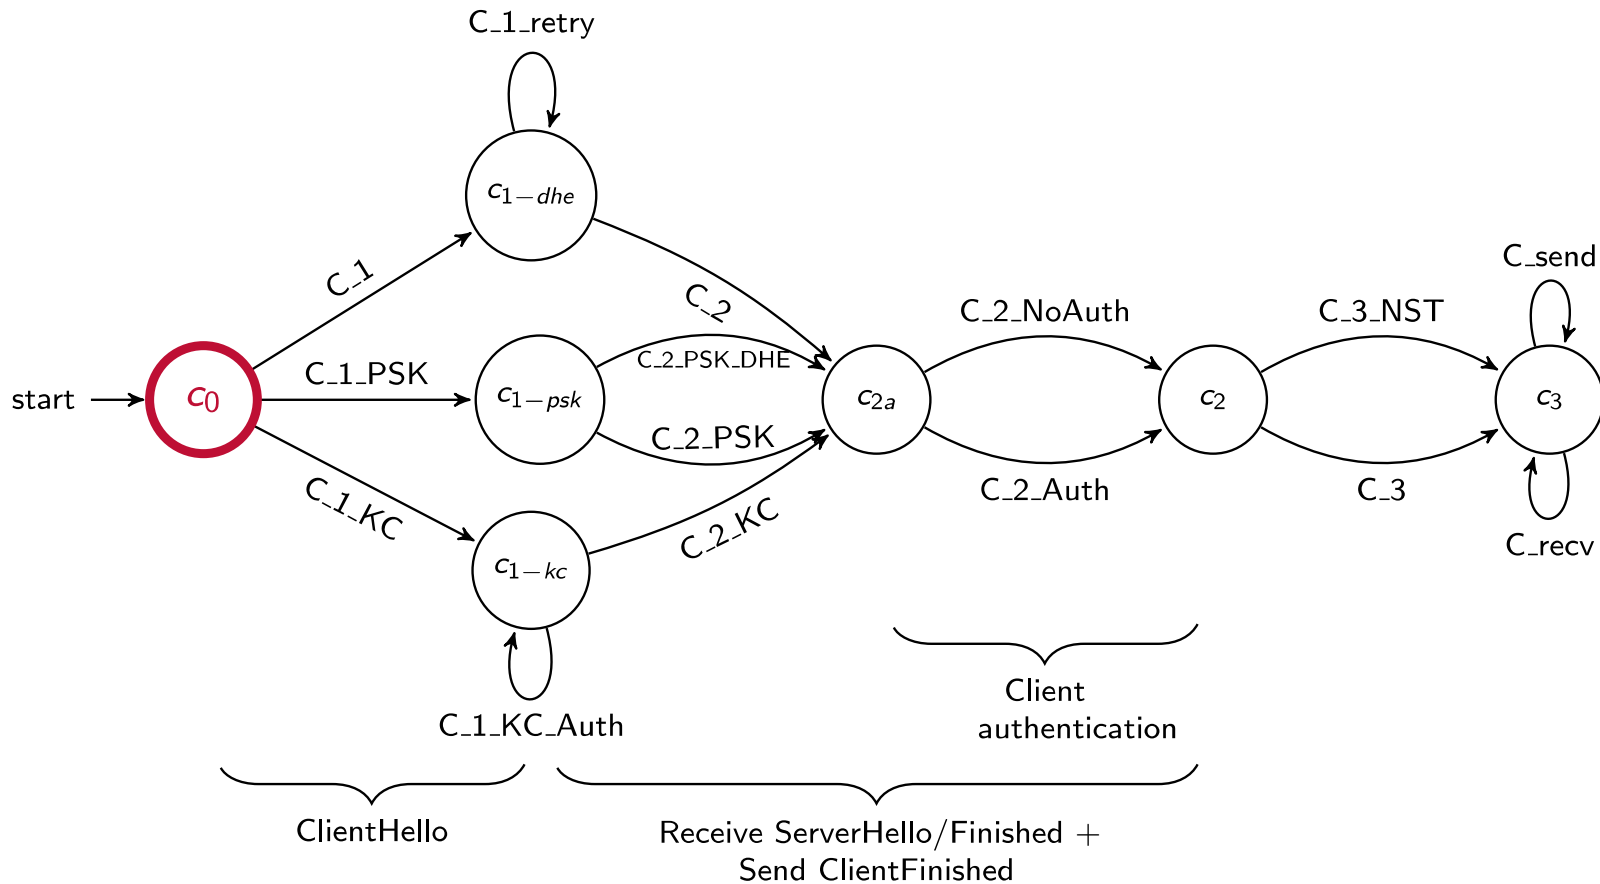 C_1_retry
c1−dhe
C_1
C_2
C_send
C_2_NoAuth
C_3_NST
C_1_PSK
C_2_PSK_DHE
start
c0
c1−psk
c2a
c2
c3
C_2_PSK
C_2_Auth
C_3
C_1_KC
C_2_KC
C_recv
c1−kc
C_1_KC_Auth
Client
authentication
ClientHello
Receive ServerHello/Finished +
Send ClientFinished